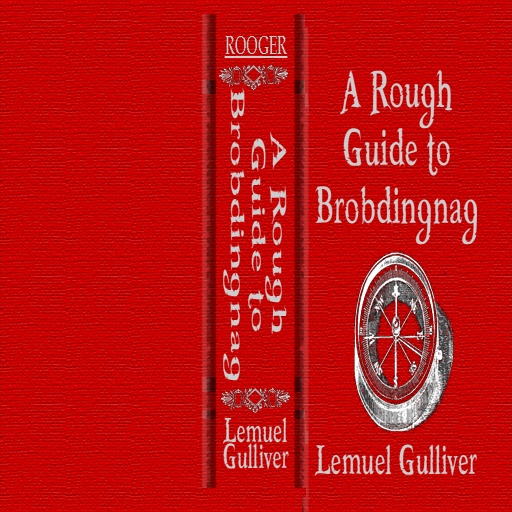 ROOGER
A Rough
Guide to
Brobdingnag
Lemuel
Gulliver
A Rough
Guide to
Brobdingnag
Lemuel Gulliver